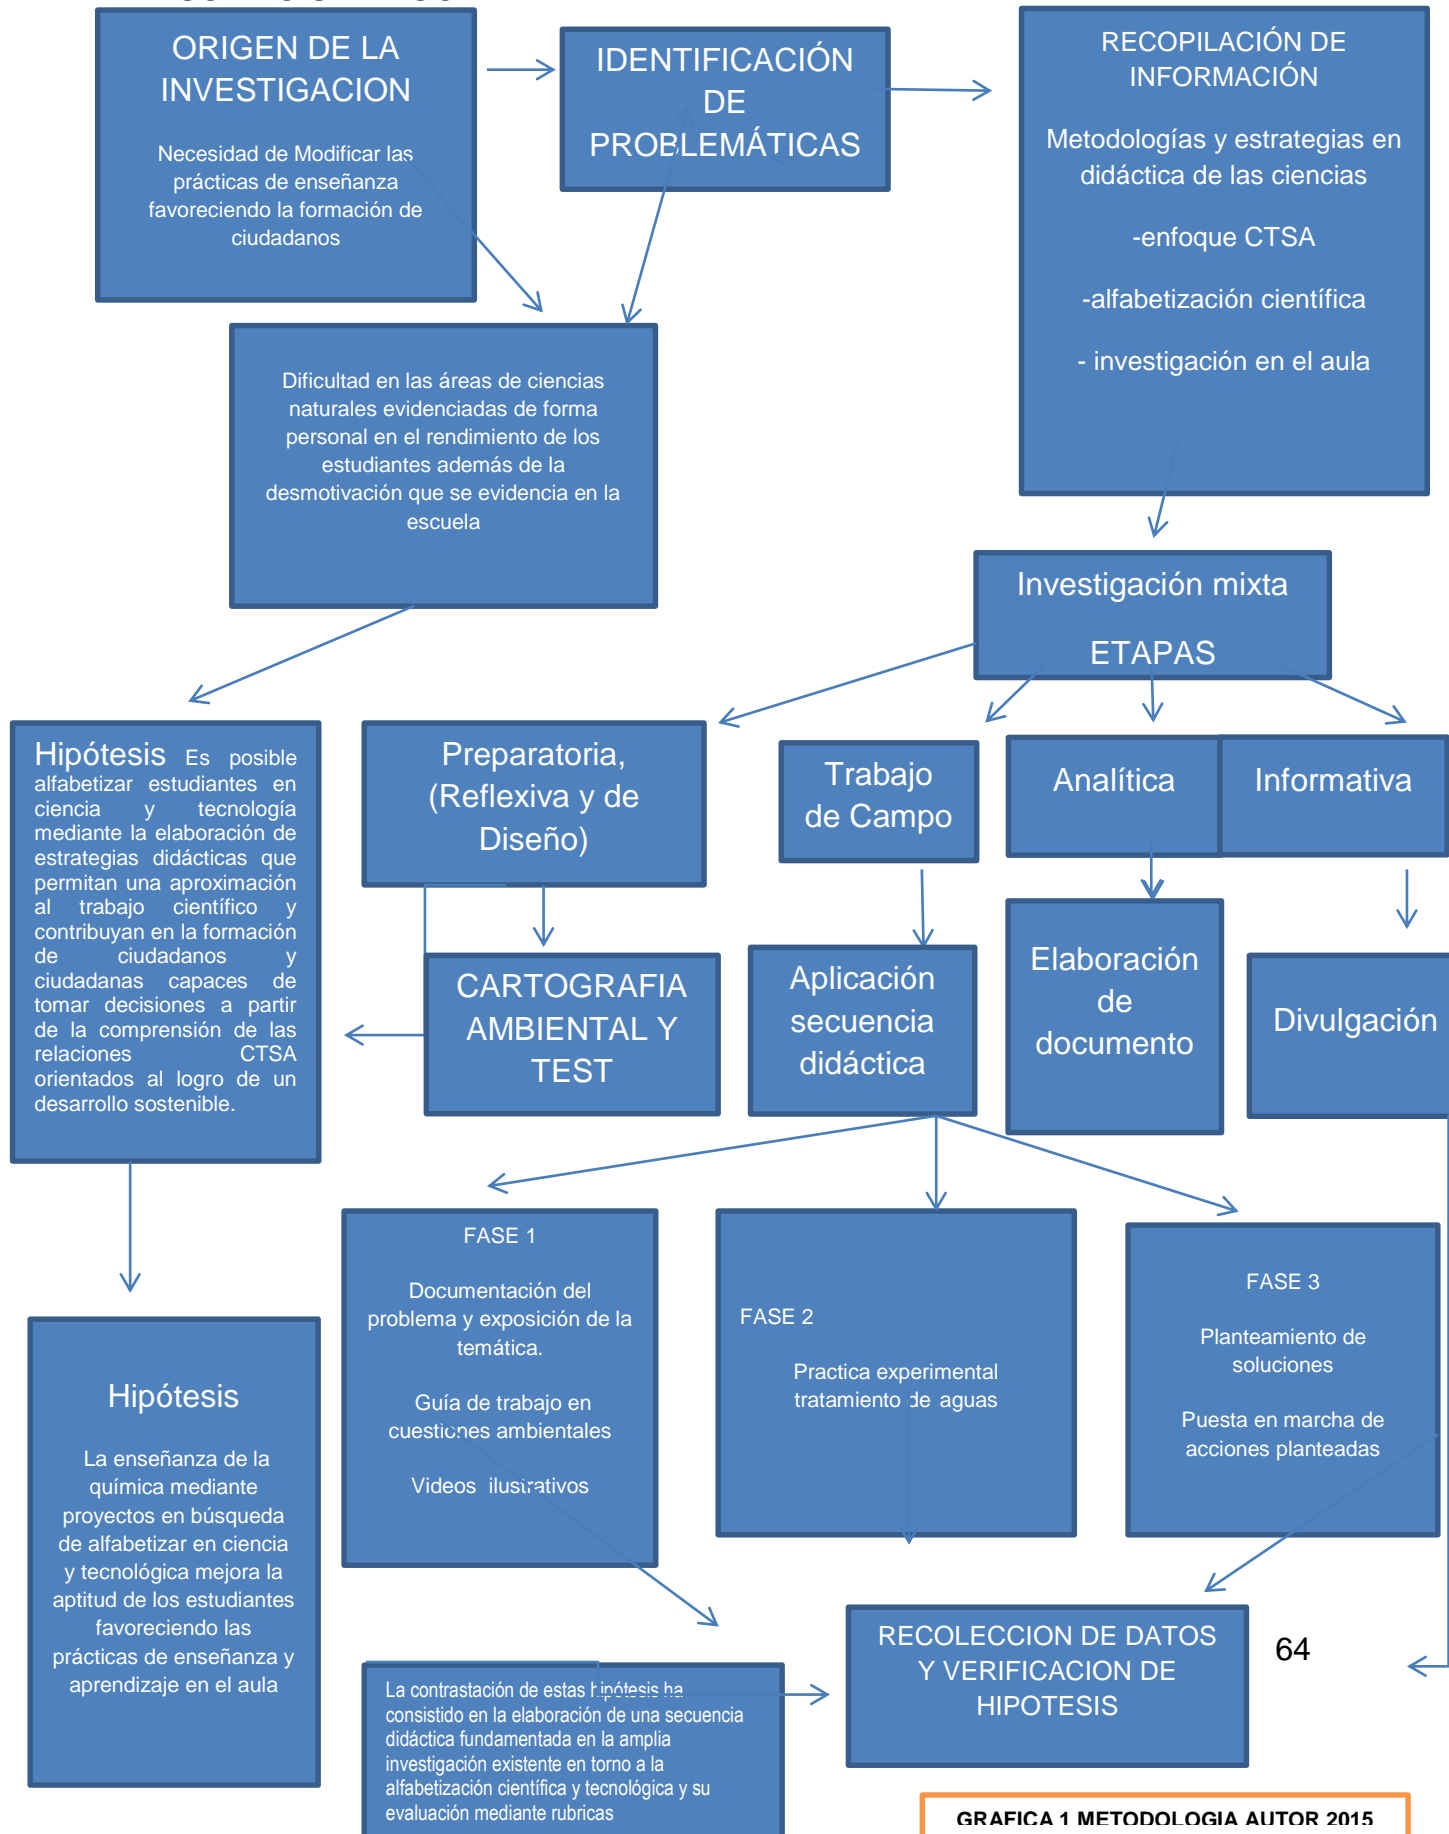 ORIGEN DE LA
INVESTIGACION
Necesidad de Modificar las
prácticas de enseñanza
favoreciendo la formación de
ciudadanos
IDENTIFICACIÓN
DE
PROBLEMÁTICAS
RECOPILACIÓN DE
INFORMACIÓN
Metodologías y estrategias en
didáctica de las ciencias
-enfoque CTSA
-alfabetización científica
- investigación en el aula
Dificultad en las áreas de ciencias
naturales evidenciadas de forma
personal en el rendimiento de los
estudiantes además de la
desmotivación que se evidencia en la
escuela
Investigación mixta
ETAPAS
Hipótesis Es posible
alfabetizar estudiantes en
ciencia y tecnología
mediante la elaboración de
estrategias didácticas que
permitan una aproximación
al trabajo científico y
contribuyan en la formación
de ciudadanos y
ciudadanas capaces de
tomar decisiones a partir
de la comprensión de las
relaciones CTSA
orientados al logro de un
desarrollo sostenible.
Preparatoria,
(Reflexiva y de
Diseño)
Trabajo
de Campo
Analítica
Informativa
CARTOGRAFIA
AMBIENTAL Y
TEST
Aplicación
secuencia
didáctica
Elaboración
de
documento
Divulgación
Hipótesis
La enseñanza de la
química mediante
proyectos en búsqueda
de alfabetizar en ciencia
y tecnológica mejora la
aptitud de los estudiantes
favoreciendo las
prácticas de enseñanza y
aprendizaje en el aula
FASE 1
Documentación del
problema y exposición de la
temática.
Guía de trabajo en
cuestiones ambientales
Videos ilustrativos
FASE 2
Practica experimental
tratamiento de aguas
FASE 3
Planteamiento de
soluciones
Puesta en marcha de
acciones planteadas
La contrastación de estas hipótesis ha
consistido en la elaboración de una secuencia
didáctica fundamentada en la amplia
investigación existente en torno a la
alfabetización científica y tecnológica y su
evaluación mediante rubricas
RECOLECCION DE DATOS
Y VERIFICACION DE
HIPOTESIS
64
GRAFICA 1 METODOLOGIA AUTOR 2015